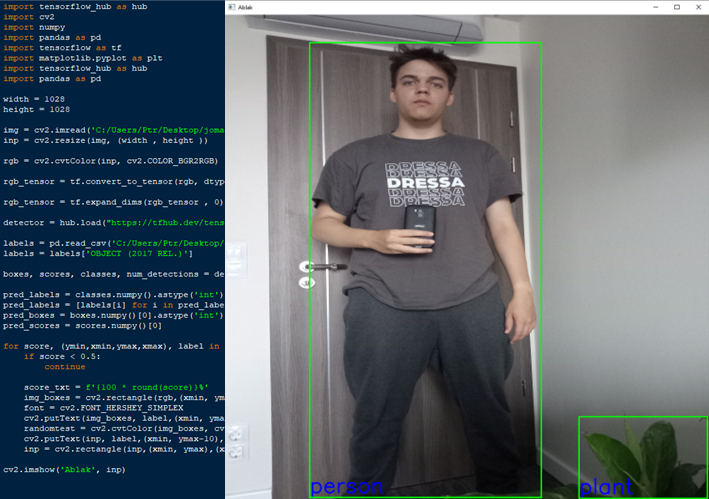 import tensorflow_hub as hub
import cv2
import numpy
import pandas as pd
import tensorflow as tf
import matplotlib.pyplot as plt
import tensorflow_hub as hub
import pandas as pd
width = 1028
height = 1028
img = cv2.imread('C:/Users/Ptr/Desktop/joma
inp = cv2.resize(img, (width , height ))
rgb = cv2.cvtColor(inp, cv2.COLOR_BGR2RGB)
rgb_tensor = tf.convert_to_tensor(rgb, dtyp
rgb_tensor = tf.expand_dims(rgb_tensor , 0)
detector = hub.load("https://tfhub.dev/tens
labels = pd.read_csv('C:/Users/Ptr/Desktop/
labels = labels['OBJECT (2017 REL.)']
boxes, scores, classes, num_detections = de
pred_labels = classes.numpy().astype('int')
pred_labels = [labels[i] for i in pred_labe
pred_boxes = boxes.numpy()[0].astype('int')
pred_scores = scores.numpy()[0]
for score, (ymin,xmin,ymax,xmax), label in
if score < 0.5:
continue
score_txt = f'{100 * round(score)}%'
img_boxes = cv2.rectangle(rgb,(xmin, yma
font = cv2.FONT_HERSHEY_SIMPLEX
cv2.putText(img_boxes, label,(xmin, yma
randomtest = cv2.cvtColor(img_boxes, cv
cv2.putText(inp, label,(xmin, ymax-10),
inp = cv2.rectangle(inp,(xmin, ymax),(x
cv2.imshow('Ablak', inp)
Ablak
DRESSA
DRESSA
DRESSA
DRESSA
DRESSA
person
plant